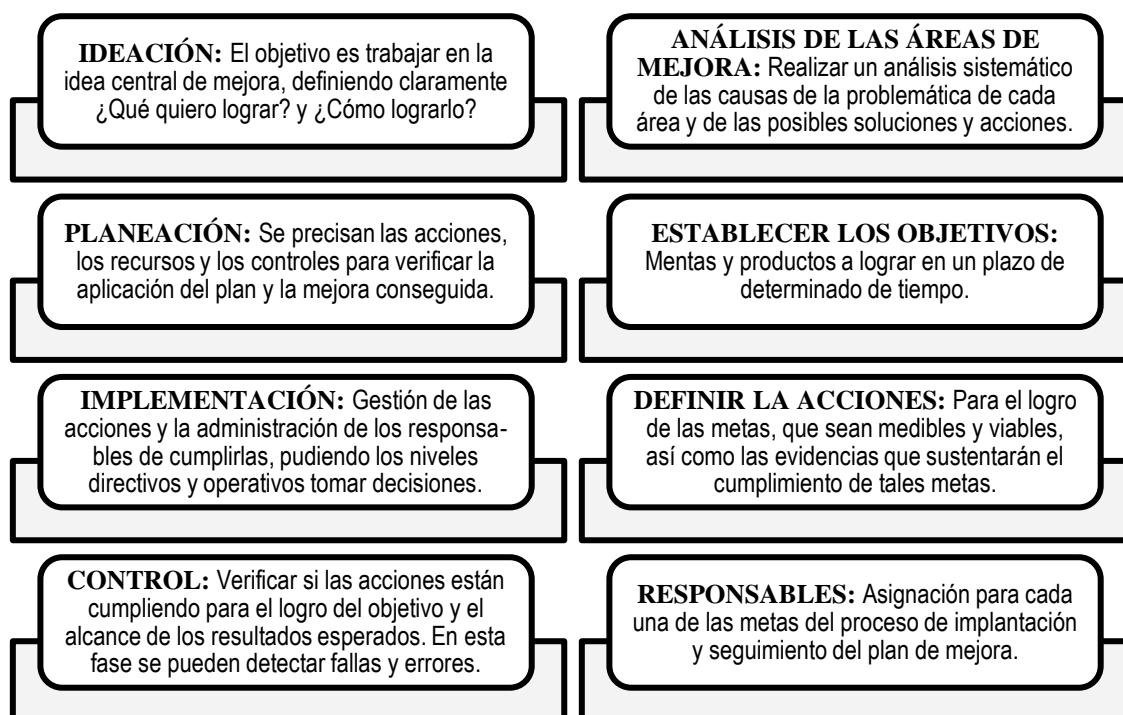 IDEACIÓN: El objetivo es trabajar en la
idea central de mejora, definiendo claramente
¿Qué quiero lograr? y ¿Cómo lograrlo?
ANÁLISIS DE LAS ÁREAS DE
MEJORA: Realizar un análisis sistemático
de las causas de la problemática de cada
área y de las posibles soluciones y acciones.
PLANEACIÓN: Se precisan las acciones,
los recursos y los controles para verificar la
aplicación del plan y la mejora conseguida.
ESTABLECER LOS OBJETIVOS:
Mentas y productos a lograr en un plazo de
determinado de tiempo.
IMPLEMENTACIÓN: Gestión de las
acciones y la administración de los responsa-
bles de cumplirlas, pudiendo los niveles
directivos y operativos tomar decisiones.
DEFINIR LA ACCIONES: Para el logro
de las metas, que sean medibles y viables,
así como las evidencias que sustentarán el
cumplimiento de tales metas.
CONTROL: Verificar si las acciones están
cumpliendo para el logro del objetivo y el
alcance de los resultados esperados. En esta
fase se pueden detectar fallas y errores.
RESPONSABLES: Asignación para cada
una de las metas del proceso de implantación
y seguimiento del plan de mejora.